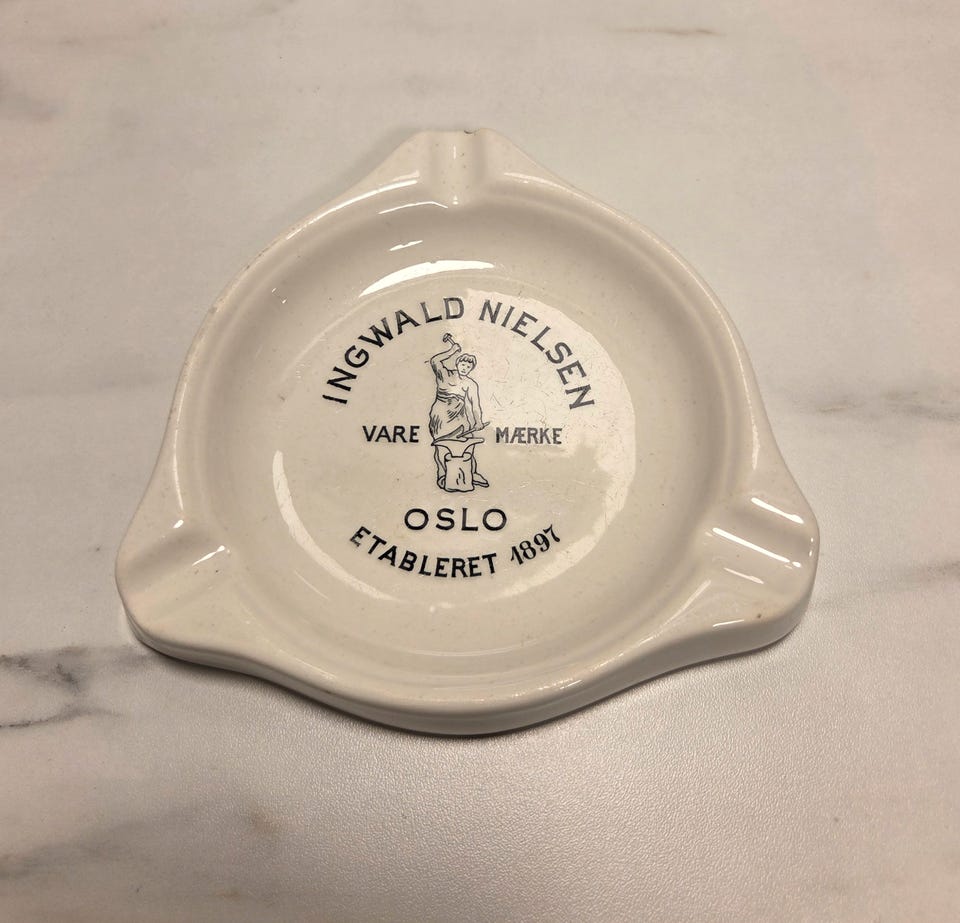 INGWALD NIELSEN
VARE MÆRKE
OSLO
ETABLERET 1897